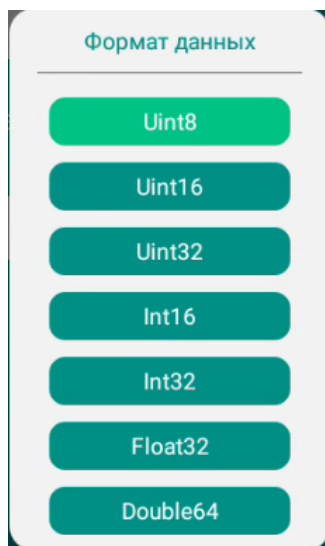 Формат данных
Uint8
Uint16
Uint32
Int16
Int32
Float32
Double64